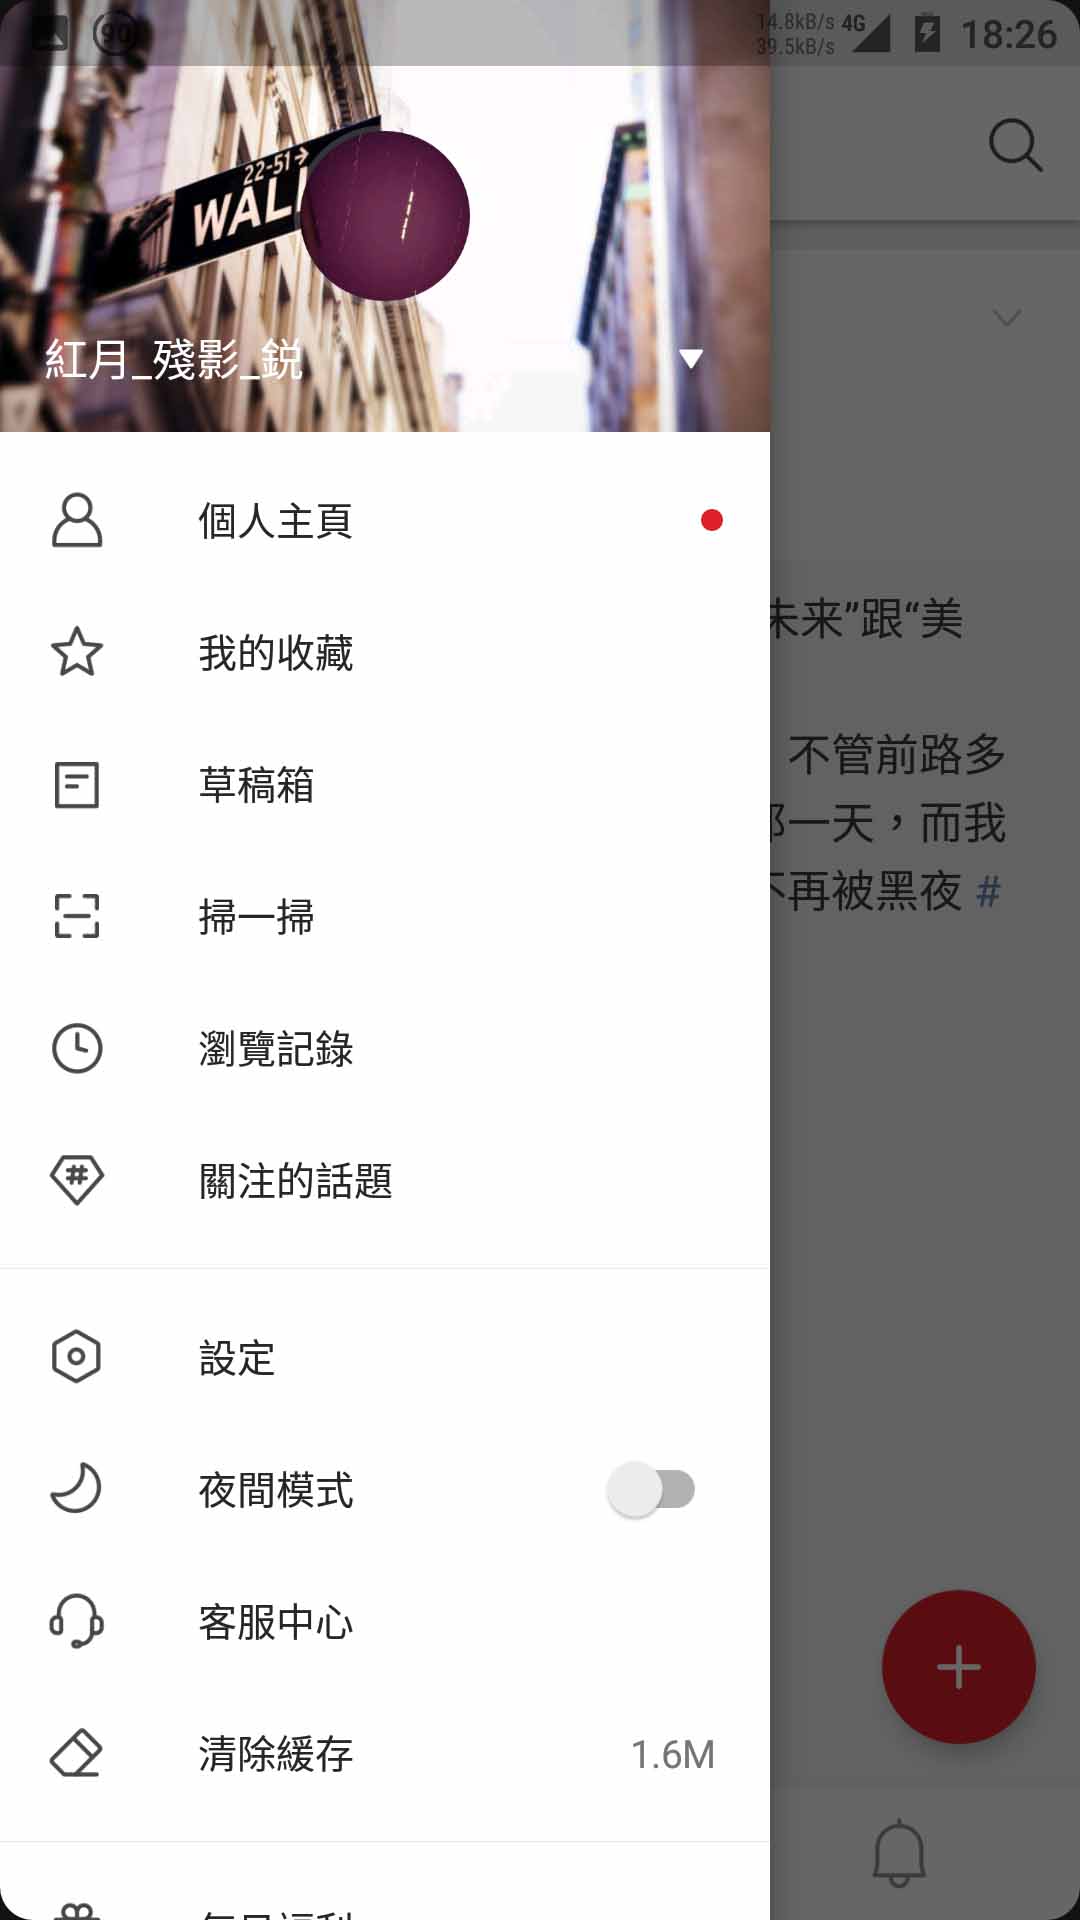 90
14.8kB/s
39.5kB/s
4G
18:26
22-51→
WALL
紅月_殘影_鋭
個人主頁
我的收藏
草稿箱
掃一掃
瀏覽記錄
關注的話題
設定
夜間模式
客服中心
清除緩存 1.6M
未来”跟“美
不管前路多
一天，而我
不再被黑夜 #